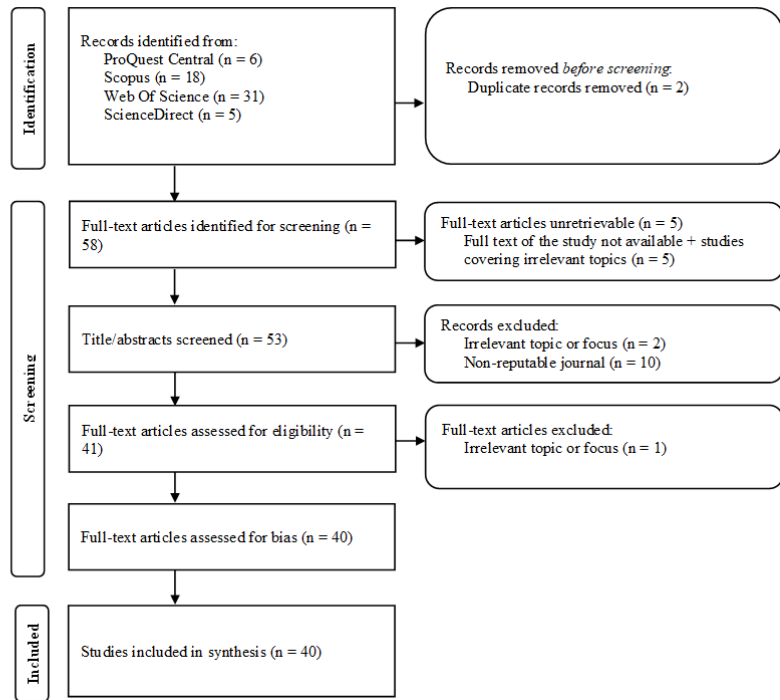 Identification
Records identified from:
ProQuest Central (n = 6)
Scopus (n = 18)
Web Of Science (n = 31)
ScienceDirect (n = 5)
Records removed before screening:
Duplicate records removed (n = 2)
Screening
Full-text articles identified for screening (n =
58)
Full-text articles unretrievable (n = 5)
Full text of the study not available + studies
covering irrelevant topics (n = 5)
Title/abstracts screened (n = 53)
Records excluded:
Irrelevant topic or focus (n = 2)
Non-reputable journal (n = 10)
Full-text articles assessed for eligibility (n =
41)
Full-text articles excluded:
Irrelevant topic or focus (n = 1)
Full-text articles assessed for bias (n = 40)
Included
Studies included in synthesis (n = 40)